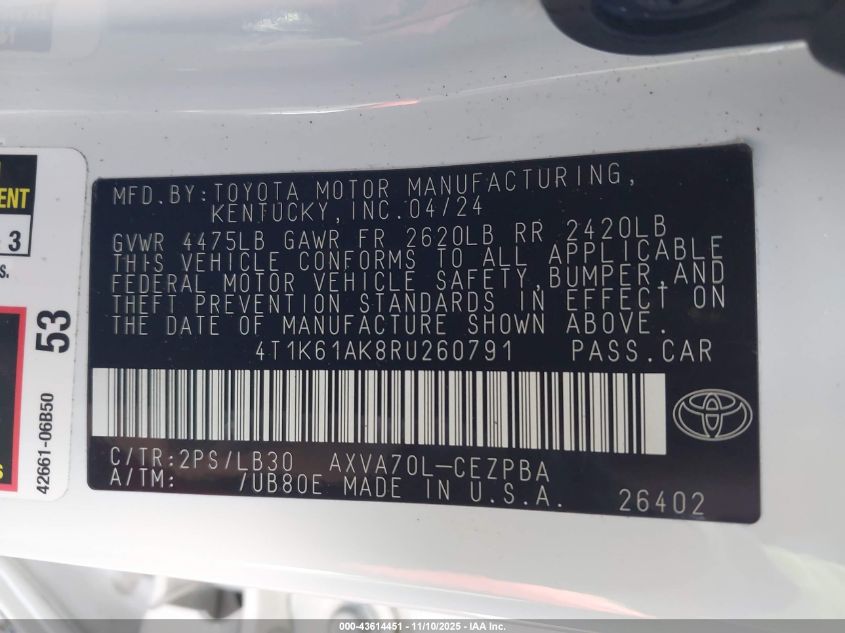 MFD.BY:TOYOTA MOTOR MANUFACTURING,
KENTUCKY,INC.04/24
GVWR 4475LB GAWR FR 2620LB RR 2420LB
THIS VEHICLE CONFORMS TO ALL APPLICABLE
FEDERAL MOTOR VEHICLE SAFETY,BUMPER,AND
THEFT PREVENTION STANDARDS IN EFFECT ON
THE DATE OF MANUFACTURE SHOWN ABOVE.
4T1K61AK8RU260791 PASS.CAR
C/TR:2PS/LB30 AXVA70L-CEZPBA
A/TM: /UB80E MADE IN U.S.A.
26402
3
s.
53
42661-06B50
000-43614451 - 11/10/2025 - IAA Inc.